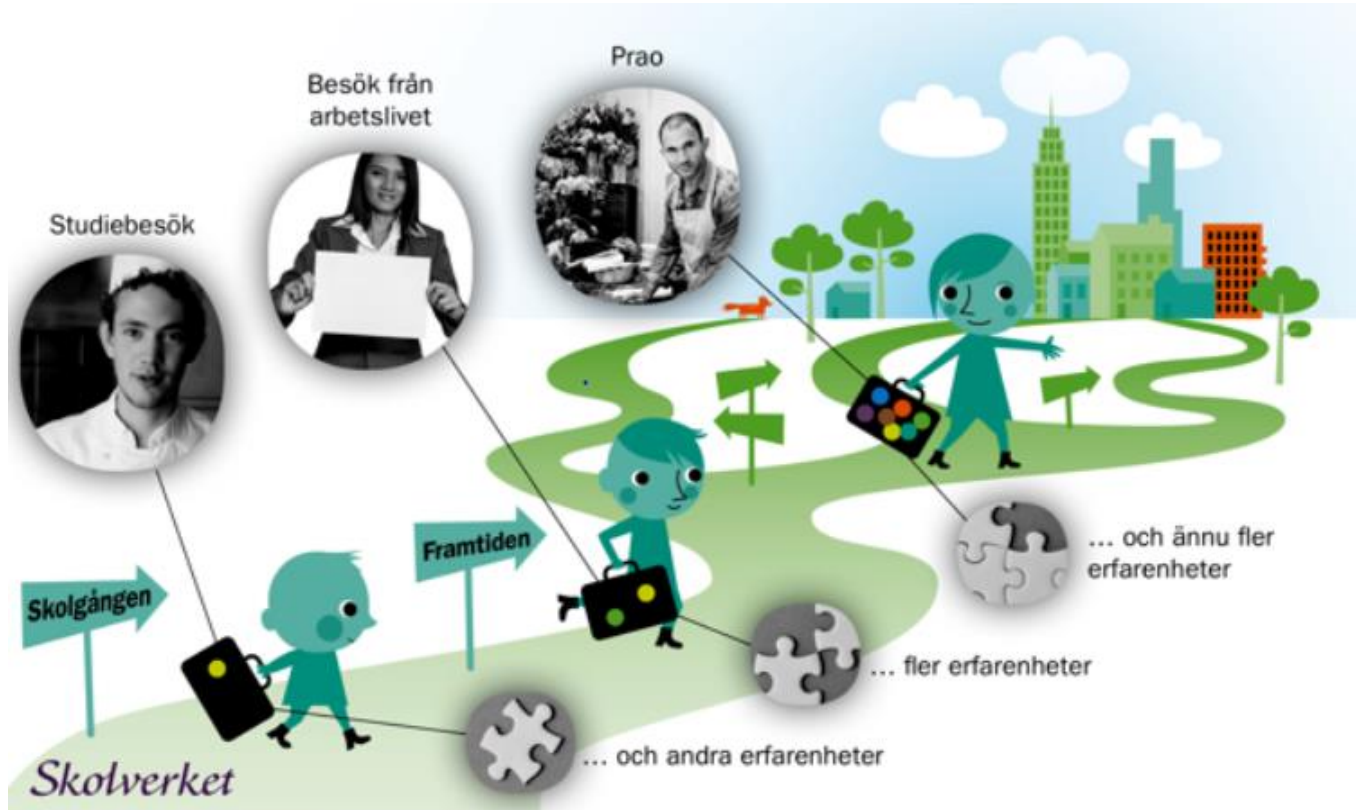 Prao
Besök från
arbetslivet
Studiebesök
Framtiden
Skolgången
... och ännu fler
erfarenheter
... fler erfarenheter
... och andra erfarenheter
Skolverket